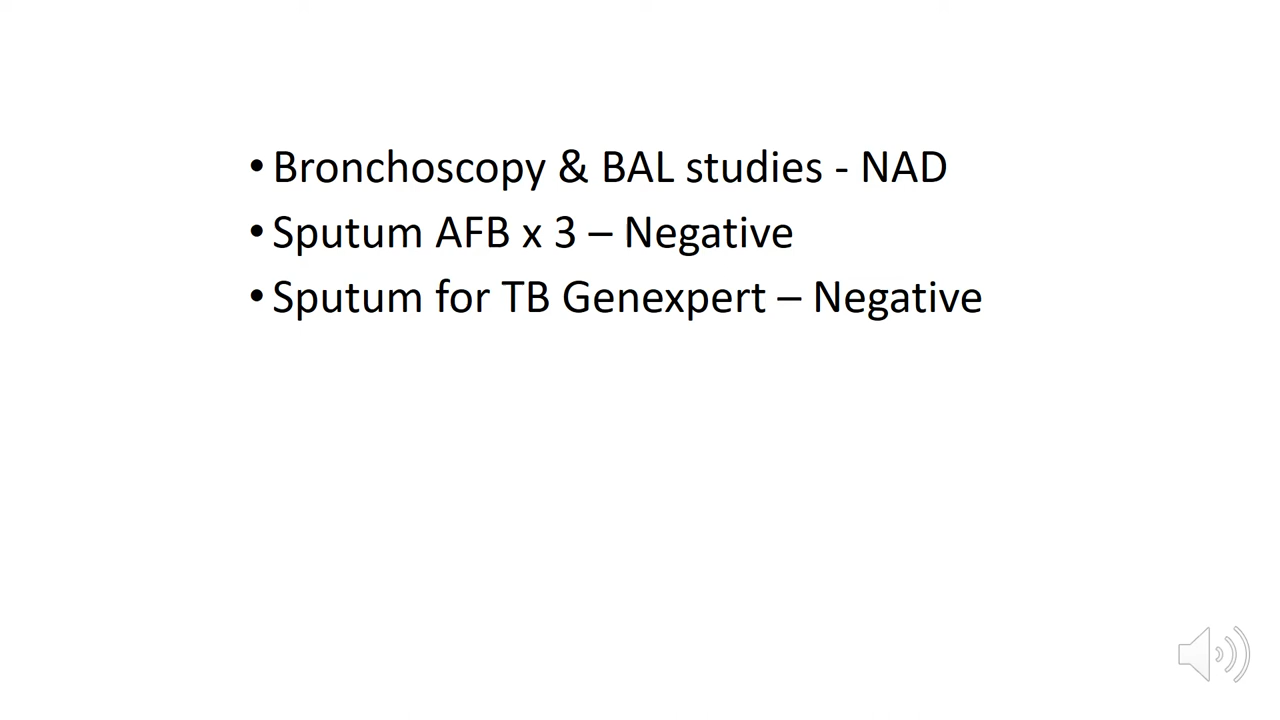 • Bronchoscopy & BAL studies - NAD
• Sputum AFB x 3 – Negative
• Sputum for TB Genexpert – Negative